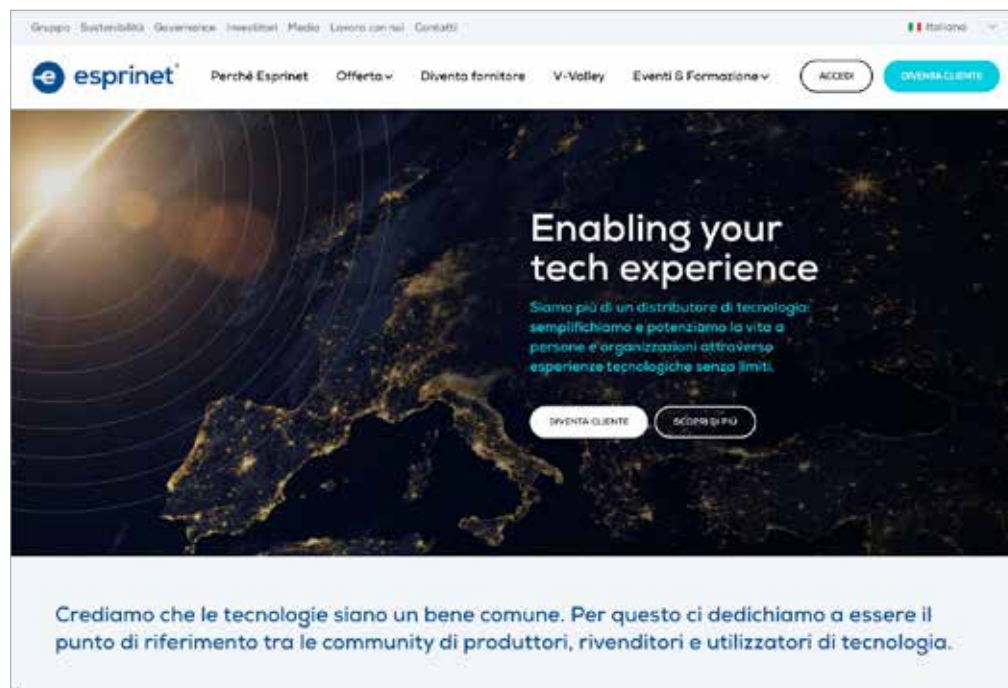 Gruppo Sostenibilità Governance Investitori Media Lavora con noi Contatti
Italiano
esprinet
Perché Esprinet Offerta Diventa fornitore V-Valley Eventi & Formazione ACCEDI DIVENTA CLIENTE
Enabling your
tech experience
Siamo più di un distributore di tecnologia:
semplifichiamo e potenziamo la vita a
persone e organizzazioni attraverso
esperienze tecnologiche senza limiti.
DIVENTA CLIENTE SCOPRI DI PIÙ
Crediamo che le tecnologie siano un bene comune. Per questo ci dedichiamo a essere il
punto di riferimento tra le community di produttori, rivenditori e utilizzatori di tecnologia.